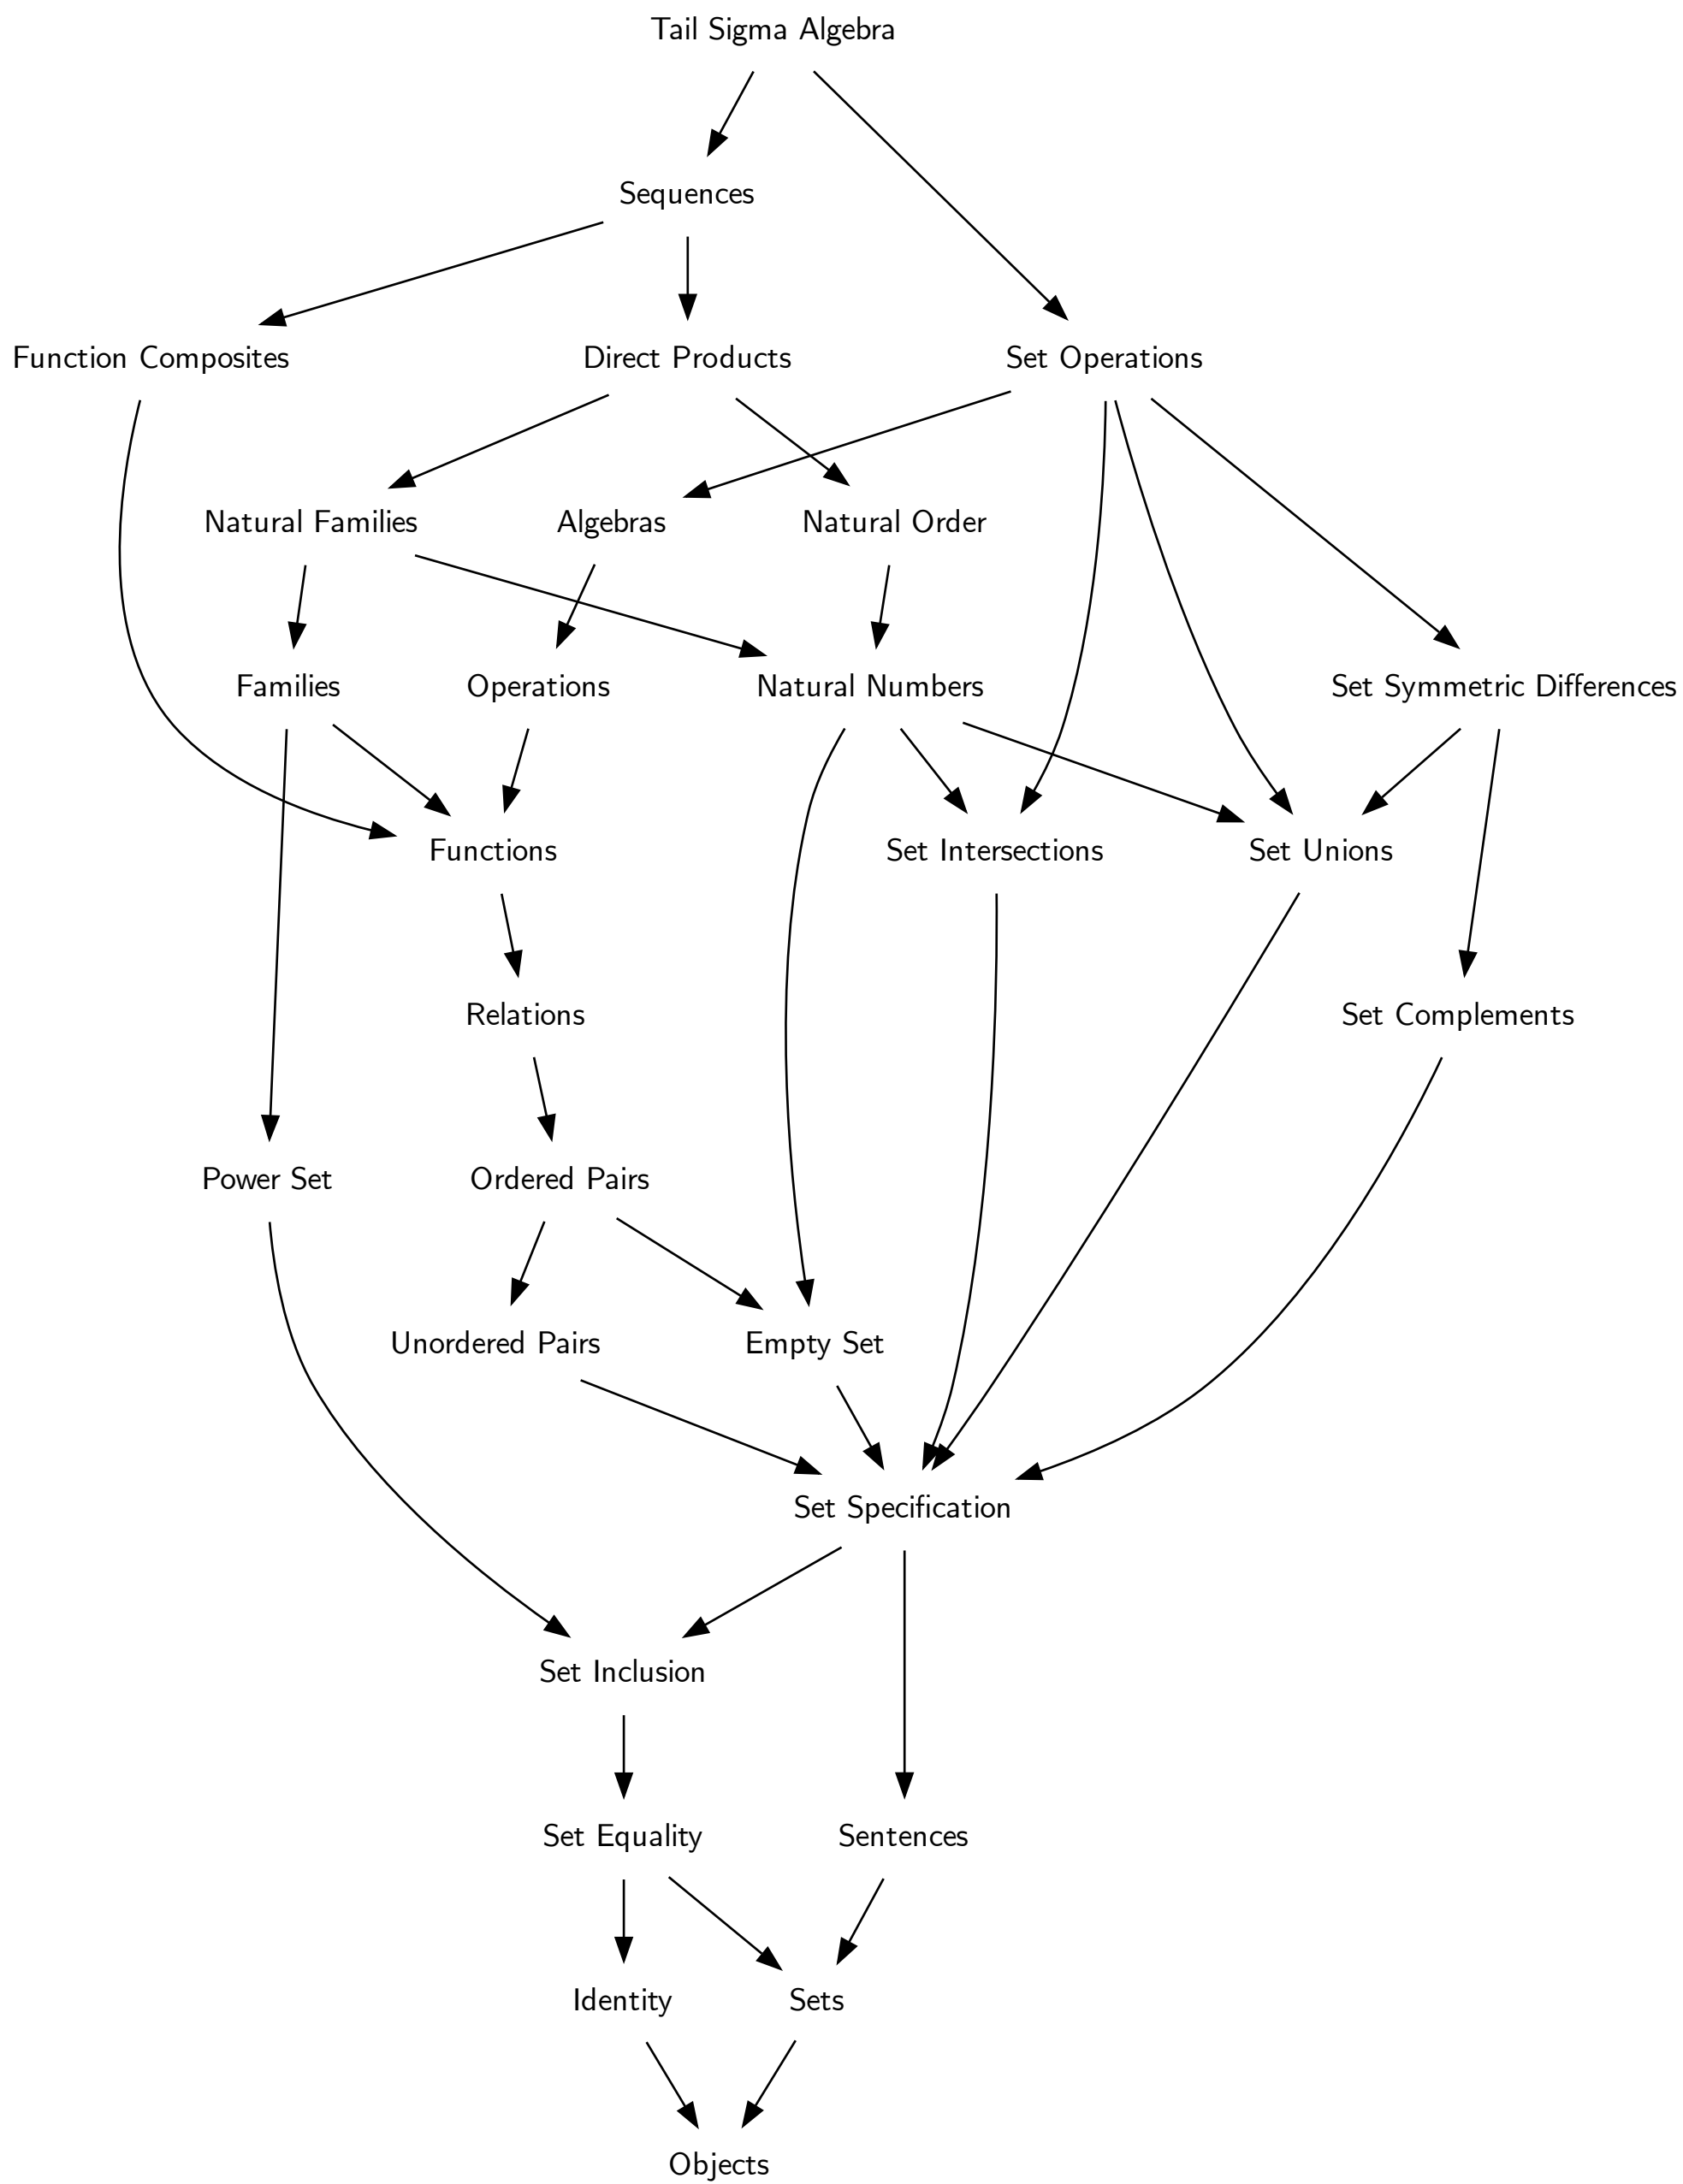 Tail Sigma Algebra
Sequences
Function Composites
Direct Products
Set Operations
Natural Families
Algebras
Natural Order
Families
Operations
Natural Numbers
Set Symmetric Differences
Functions
Set Intersections
Set Unions
Relations
Set Complements
Power Set
Ordered Pairs
Unordered Pairs
Empty Set
Set Specification
Set Inclusion
Set Equality
Sentences
Identity
Sets
Objects